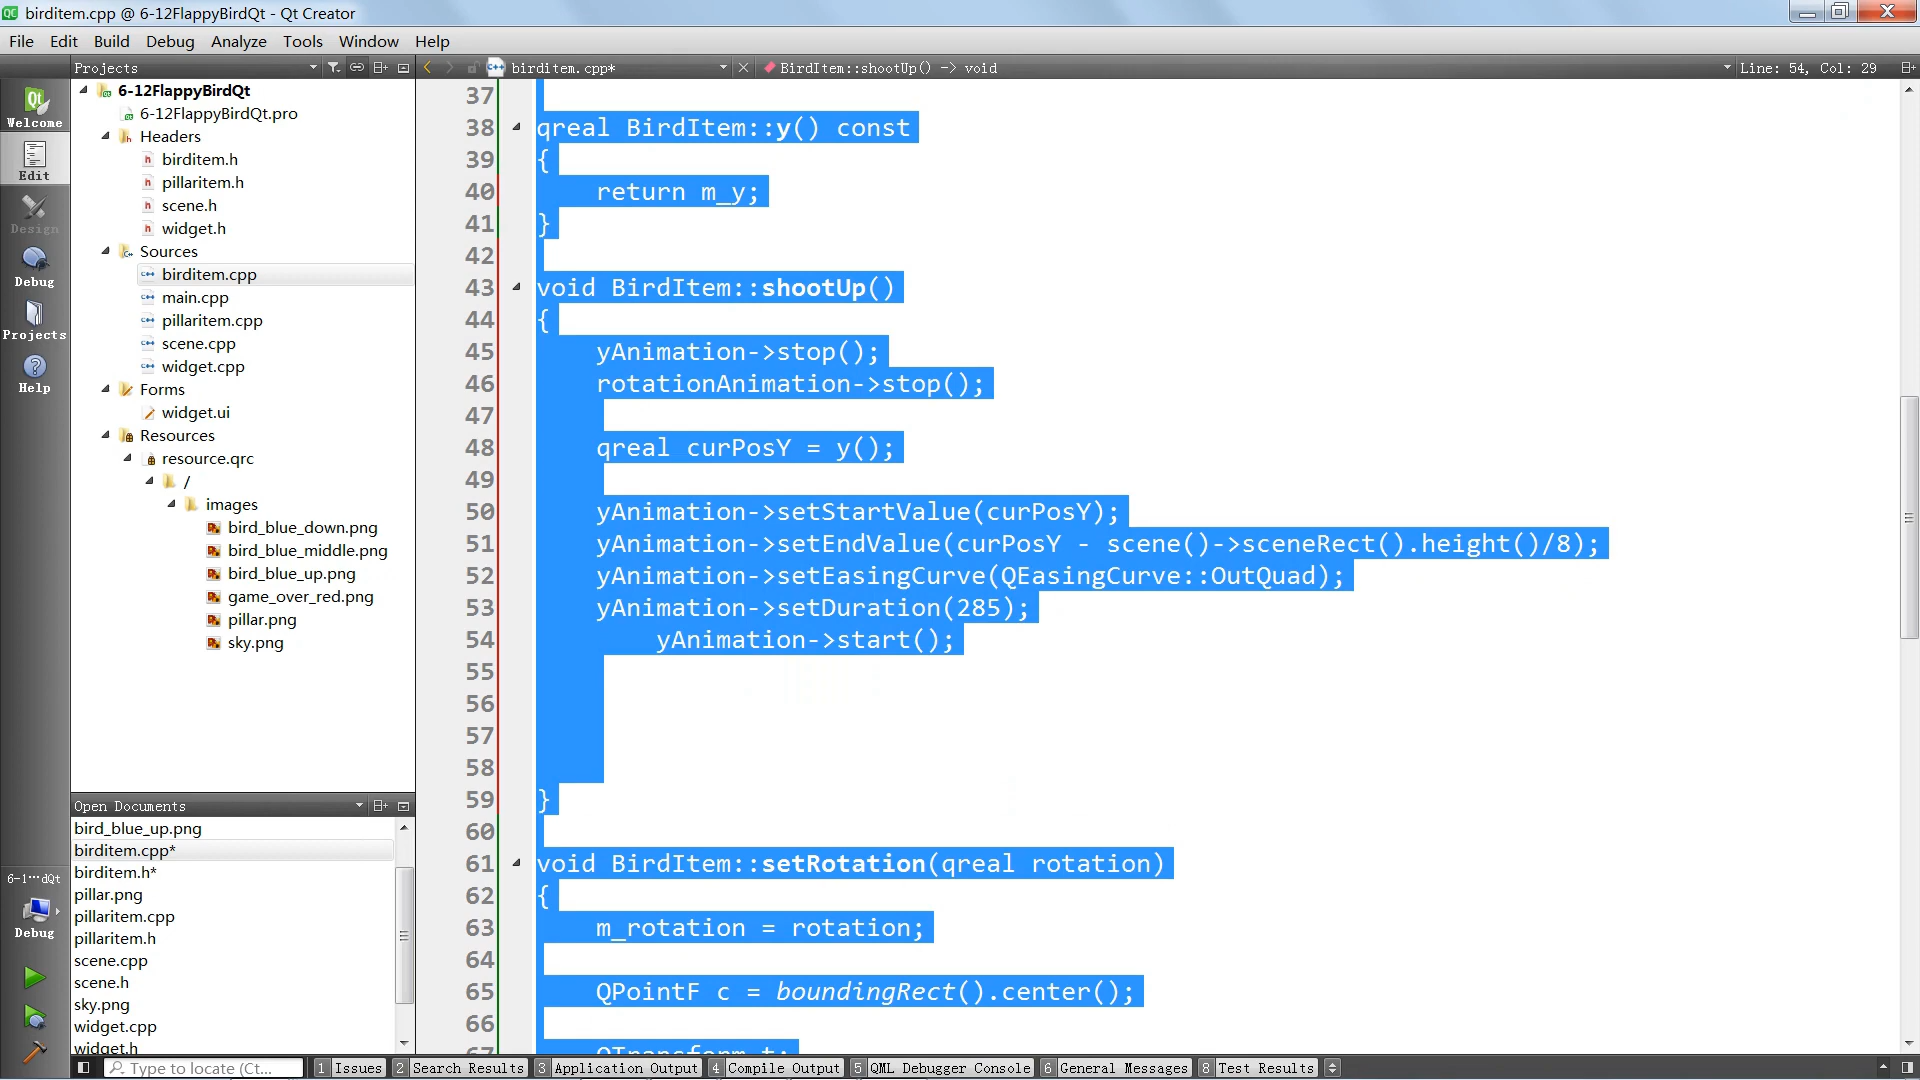 birditem.cpp @ 6-12FlappyBirdQt - Qt Creator
File Edit Build Debug Analyze Tools Window Help
Projects
birditem.cpp*
BirdItem::shootUp() -> void
Line: 54, Col: 29
Welcome
Edit
Design
Debug
Projects
Help
6-12FlappyBirdQt
6-12FlappyBirdQt.pro
Headers
birditem.h
pillaritem.h
scene.h
widget.h
Sources
birditem.cpp
main.cpp
pillaritem.cpp
scene.cpp
widget.cpp
Forms
widget.ui
Resources
resource.qrc
/
images
bird_blue_down.png
bird_blue_middle.png
bird_blue_up.png
game_over_red.png
pillar.png
sky.png
Open Documents
bird_blue_up.png
birditem.cpp*
birditem.h*
pillar.png
pillaritem.cpp
pillaritem.h
scene.cpp
scene.h
sky.png
widget.cpp
widget.h
6-1···dQt
Debug
37
38 qreal BirdItem::y() const
39 {
40 return m_y;
41 }
42
43 void BirdItem::shootUp()
44 {
45 yAnimation->stop();
46 rotationAnimation->stop();
47
48 qreal curPosY = y();
49
50 yAnimation->setStartValue(curPosY);
51 yAnimation->setEndValue(curPosY - scene()->sceneRect().height()/8);
52 yAnimation->setEasingCurve(QEasingCurve::OutQuad);
53 yAnimation->setDuration(285);
54 yAnimation->start();
55
56
57
58
59 }
60
61 void BirdItem::setRotation(qreal rotation)
62 {
63 m_rotation = rotation;
64
65 QPointF c = boundingRect().center();
66
67 QTransform t;
Type to locate (Ct...
1 Issues 2 Search Results 3 Application Output 4 Compile Output 5 QML Debugger Console 6 General Messages 8 Test Results